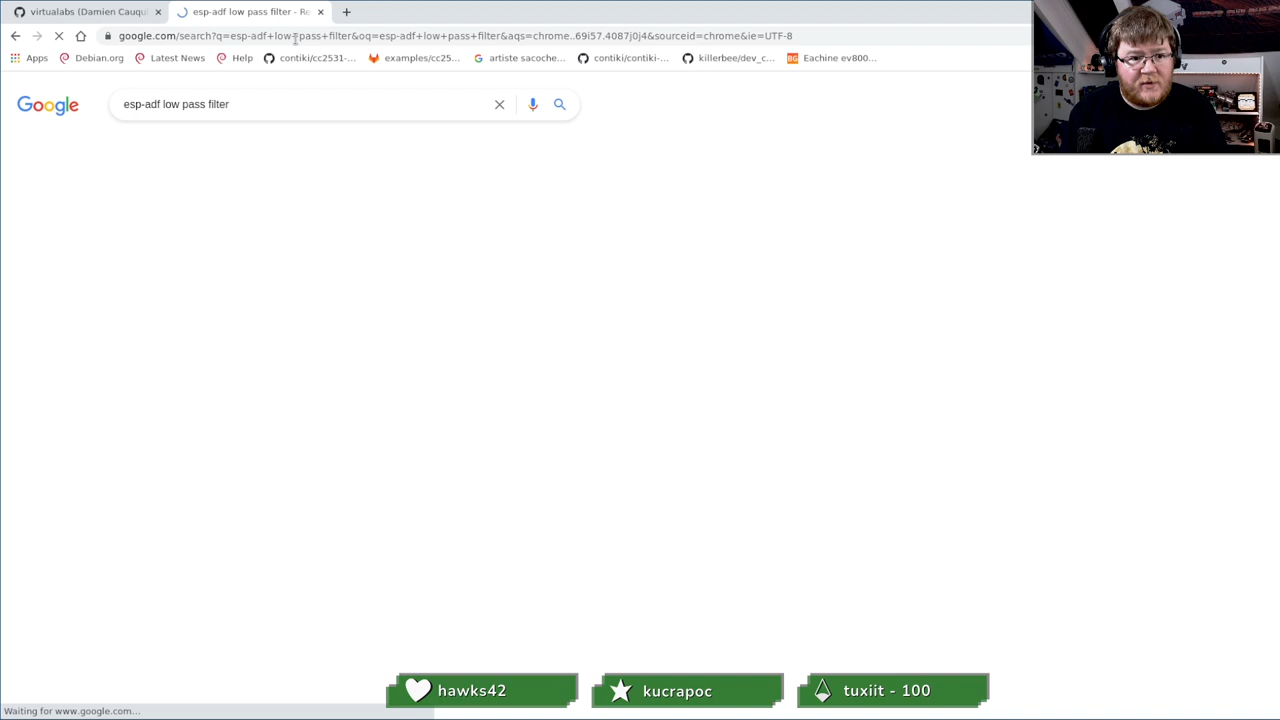 virtualabs (Damien Cauqui
esp-adf low pass filter - Re
google.com/search?q=esp-adf+low+pass+filter&oq=esp-adf+low+pass+filter&aqs=chrome..69i57.4087j0j4&sourceid=chrome&ie=UTF-8
Apps
Debian.org
Latest News
Help
contiki/cc2531-...
examples/cc25...
artiste sacoche...
contiki/contiki-...
killerbee/dev_c...
BG
Eachine ev800...
Google
esp-adf low pass filter
hawks42
kucrapoc
tuxiit - 100
Waiting for www.google.com...